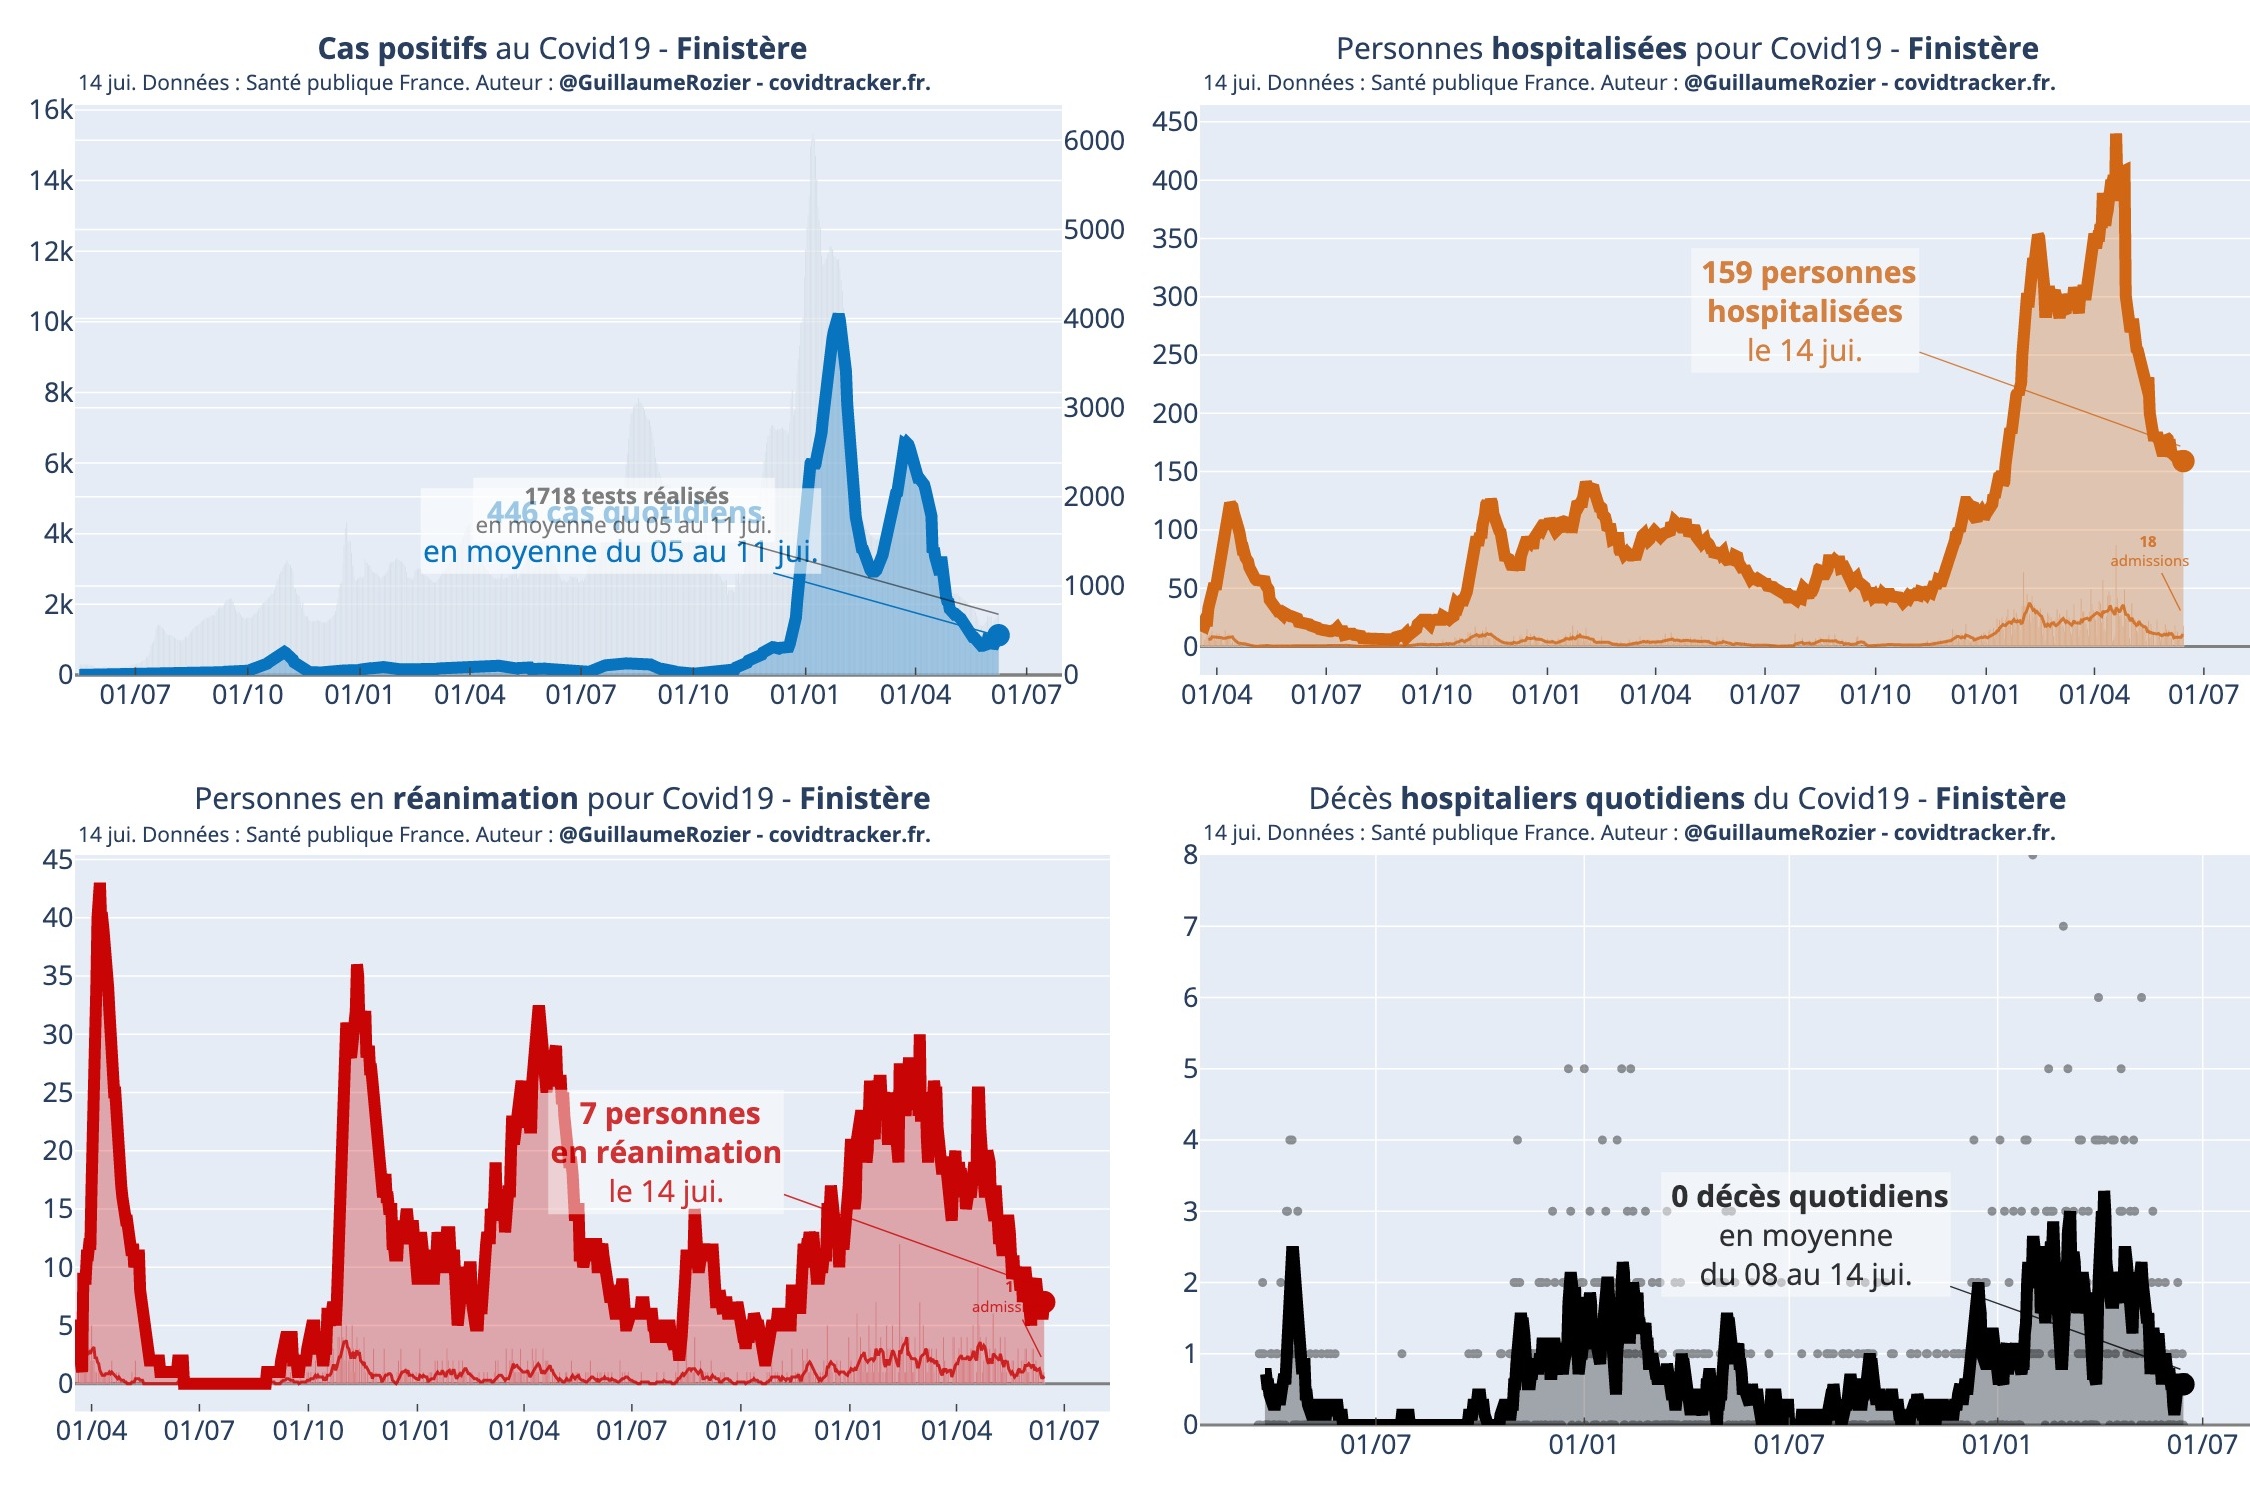 Cas positifs au Covid19 - Finistère
14 jui. Données : Santé publique France. Auteur : @GuillaumeRozier - covidtracker.fr.
16k
14k
12k
10k
8k
6k
4k
2k
0
6000
5000
4000
3000
2000
1000
0
1718 tests réalisés
en moyenne du 05 au 11 jui.
446 cas quotidiens
en moyenne du 05 au 11 jui.
01/07 01/10 01/01 01/04 01/07 01/10 01/01 01/04 01/07
Personnes hospitalisées pour Covid19 - Finistère
14 jui. Données : Santé publique France. Auteur : @GuillaumeRozier - covidtracker.fr.
450
400
350
300
250
200
150
100
50
0
159 personnes
hospitalisées
le 14 jui.
18
admissions
01/04 01/07 01/10 01/01 01/04 01/07 01/10 01/01 01/04 01/07
Personnes en réanimation pour Covid19 - Finistère
14 jui. Données : Santé publique France. Auteur : @GuillaumeRozier - covidtracker.fr.
45
40
35
30
25
20
15
10
5
0
7 personnes
en réanimation
le 14 jui.
01/04 01/07 01/10 01/01 01/04 01/07 01/10 01/01 01/04 01/07
Décès hospitaliers quotidiens du Covid19 - Finistère
14 jui. Données : Santé publique France. Auteur : @GuillaumeRozier - covidtracker.fr.
8
7
6
5
4
3
2
1
0
0 décès quotidiens
en moyenne
du 08 au 14 jui.
01/07 01/01 01/07 01/01 01/07